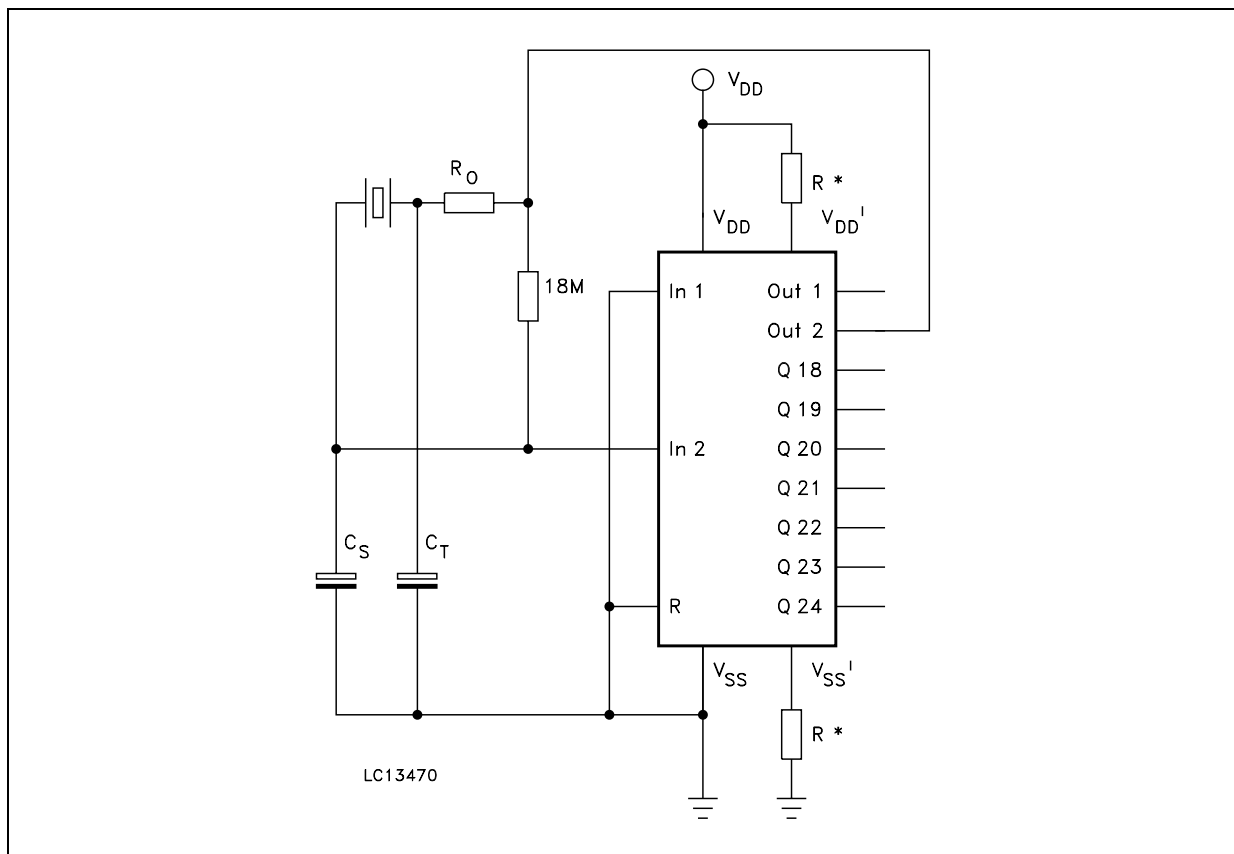 V_DD
R_O
R *
V_DD
V_DD'
18M
In 1
Out 1
Out 2
Q 18
Q 19
In 2
Q 20
Q 21
Q 22
C_S
C_T
Q 23
R
Q 24
V_SS
V_SS'
R *
LC13470